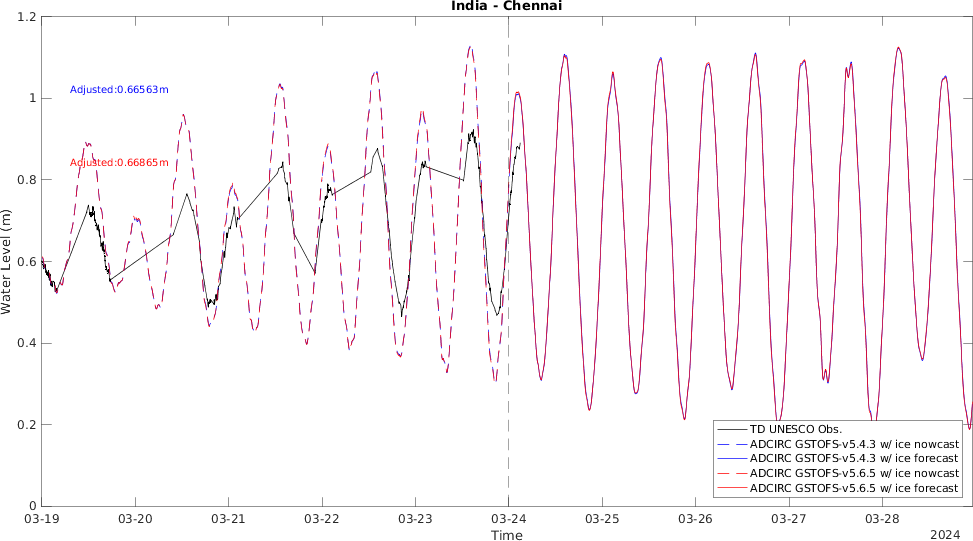 India - Chennai
1.2
1
0.8
0.6
0.4
0.2
0
Water Level (m)
Adjusted:0.66563m
Adjusted:0.66865m
TD UNESCO Obs.
ADCIRC GSTOFS-v5.4.3 w/ ice nowcast
ADCIRC GSTOFS-v5.4.3 w/ ice forecast
ADCIRC GSTOFS-v5.6.5 w/ ice nowcast
ADCIRC GSTOFS-v5.6.5 w/ ice forecast
03-19 03-20 03-21 03-22 03-23 03-24 03-25 03-26 03-27 03-28
Time
2024